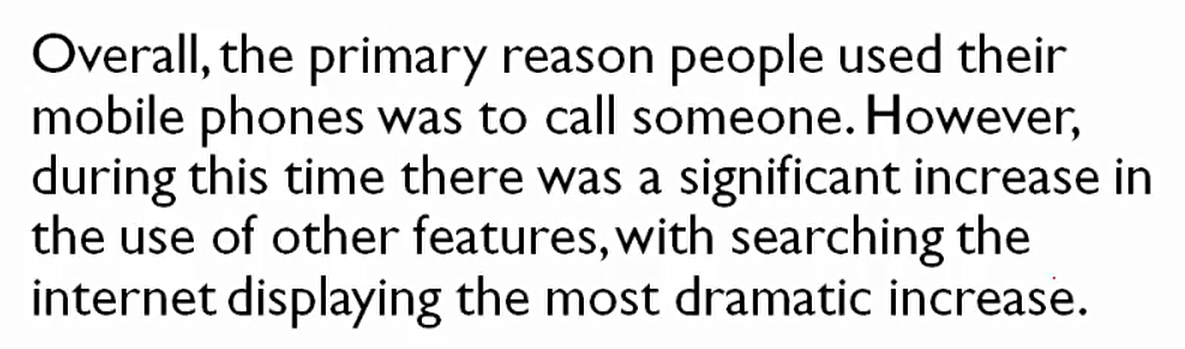 Overall, the primary reason people used their
mobile phones was to call someone. However,
during this time there was a significant increase in
the use of other features, with searching the
internet displaying the most dramatic increase.